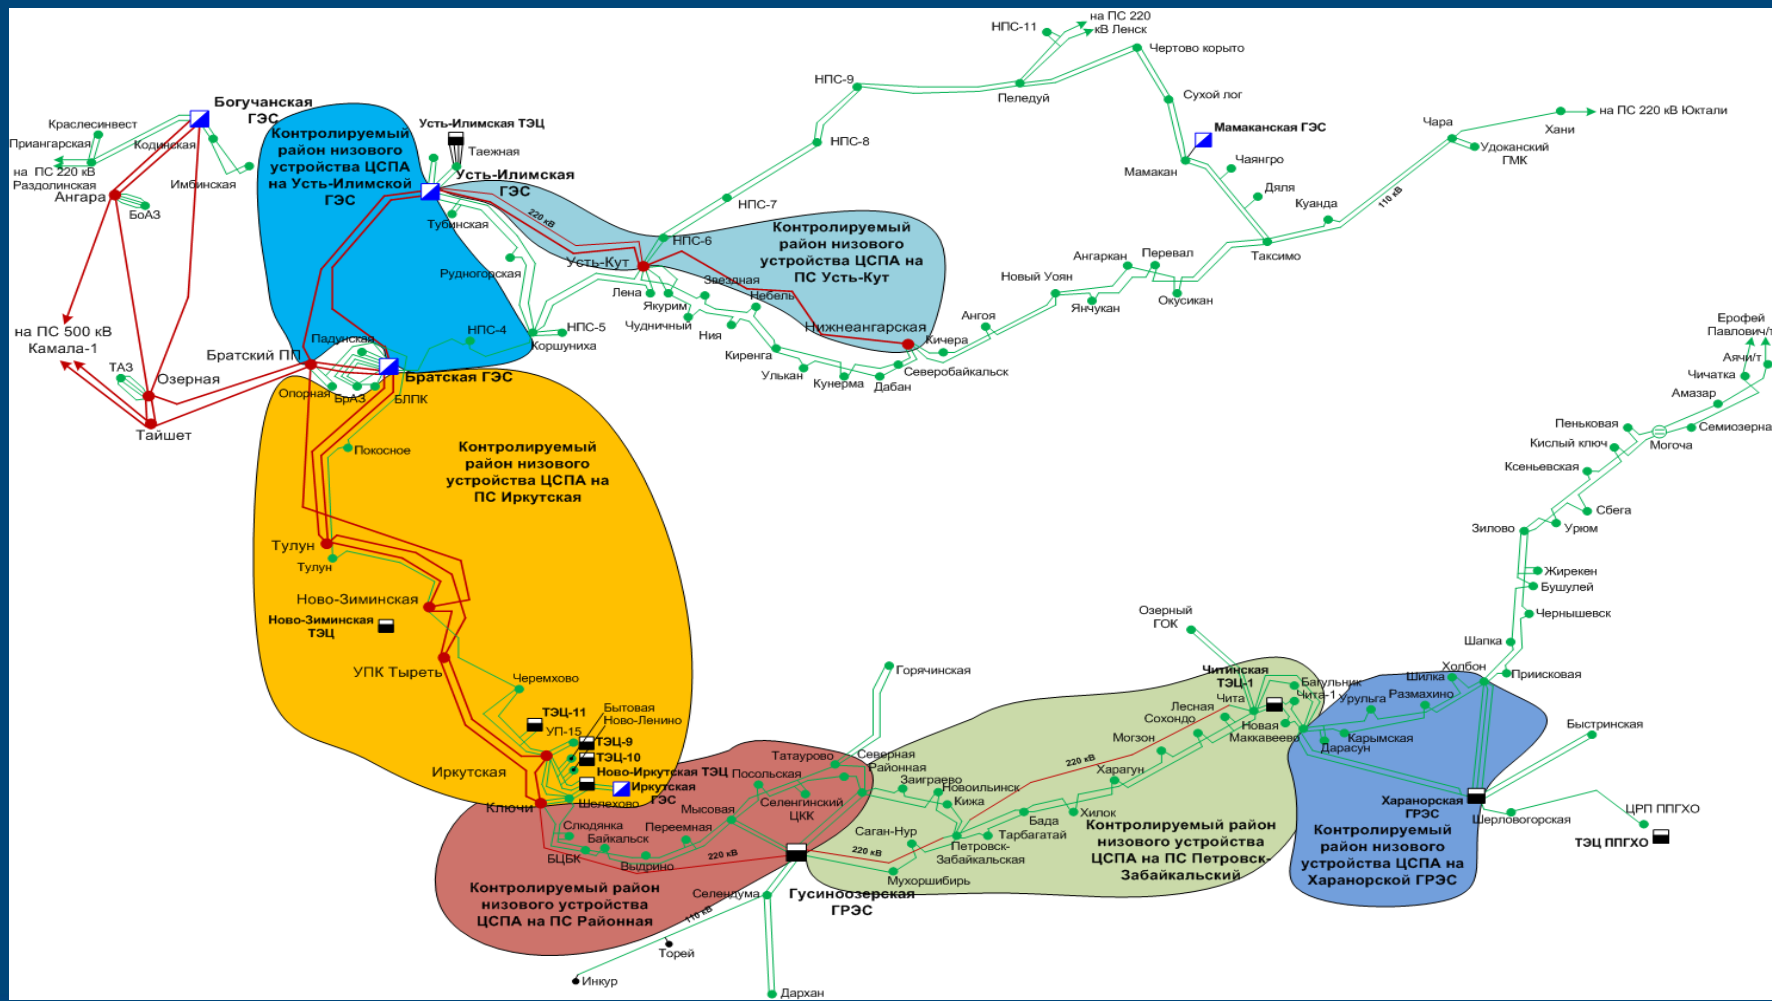 НПС-11
на ПС 220
кВ Ленск
Чертово корыто
НПС-9
Пеледуй
Сухой лог
Богучанская
ГЭС
Краслесинвест
Приангарская
Кодинская
на ПС 220
Раздолинская
Ангара
БоАЗ
Имбинская
Контролируемый
район низового
устройства ЦСПА
на Усть-Илимской
ГЭС
Усть-Илимская ТЭЦ
Таежная
Усть-Илимская
ГЭС
Тубинская
220 кВ
НПС-8
НПС-7
НПС-6
Мамаканская ГЭС
Мамакан
Чаянгро
Дяля
Куанда
Таксимо
110 кВ
Чара
Удоканский
ГМК
Хани
на ПС 220 кВ Юктали
Контролируемый
район низового
устройства ЦСПА на
ПС Усть-Кут
Усть-Кут
Рудногорская
Лена
Якурим
Звездная
Небель
Чудничный
Ния
Киренга
Улькан
Кунерма
Дабан
Северобайкальск
Нижнеангарская
Кичера
Ангоя
Новый Уоян
Янчукан
Ангаркан
Перевал
Окусикан
на ПС 500 кВ
Камала-1
ТАЗ
Озерная
Тайшет
Братский ПП
Падунская
НПС-4
НПС-5
Коршуниха
Опорная
БрАЗ
БЛПК
Братская ГЭС
Покосное
Контролируемый
район низового
устройства ЦСПА на
ПС Иркутская
Тулун
Тулун
Ново-Зиминская
Ново-Зиминская
ТЭЦ
УПК Тыреть
Черемхово
ТЭЦ-11
УП-15
Бытовая
Ново-Ленино
ТЭЦ-9
ТЭЦ-10
Ново-Иркутская ТЭЦ
Иркутская
ГЭС
Иркутская
Ключи
Шелехово
Ерофей
Павлович/т
Аячи/т
Чичатка
Амазар
Семиозерна
Могоча
Пеньковая
Кислый ключ
Ксеньевская
Сбега
Урюм
Зилово
Жирекен
Бушулей
Чернышевск
Шапка
Холбон
Приисковая
Озерный
ГОК
Горячинская
Читинская
ТЭЦ-1
Багульник
Чита-1
Чита
Лесная
Сохондо
Новая
Маккавеево
Могзон
Урульга
Шилка
Размахино
Карымская
Дарасун
Быстринская
Харанорская
ГРЭС
Шерловогорская
ЦРП ППГХО
ТЭЦ ППГХО
Контролируемый
район низового
устройства ЦСПА на
Харанорской ГРЭС
220 кВ
Харагун
Хилок
Бада
Тарбагатай
Петровск-
Забайкальская
Контролируемый район
низового устройства
ЦСПА на ПС Петровск-
Забайкальский
Татаурово
Северная
Районная
Заиграево
Новоильинск
Кижа
Посольская
Селенгинский
ЦКК
Мысовая
Переемная
Слюдянка
Байкальск
БЦБК
Выдрино
220 кВ
Саган-Нур
220 кВ
Мухоршибирь
Гусиноозерская
ГРЭС
Контролируемый район
низового устройства
ЦСПА на ПС Районная
Селендума
110 кВ
Торей
Инкур
Дархан